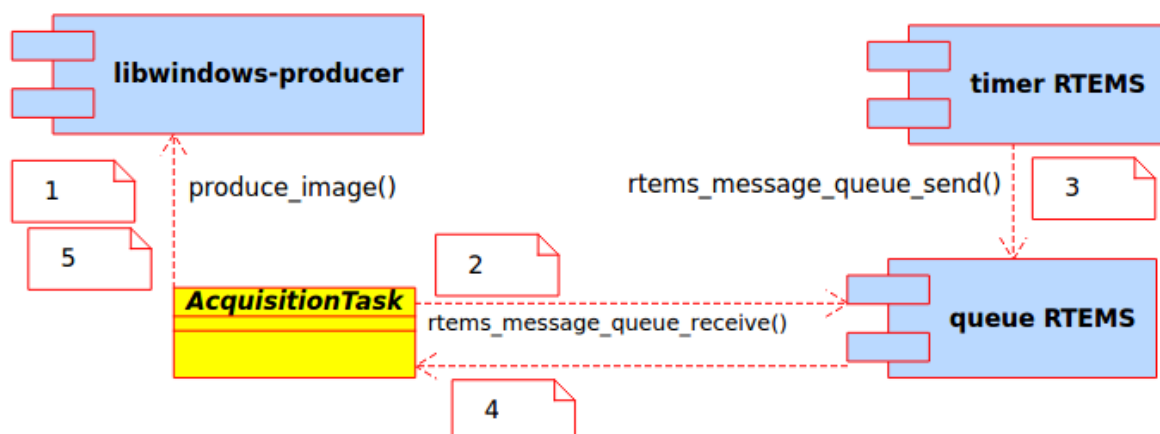 libwindows-producer
timer RTEMS
1
produce_image()
rtems_message_queue_send()
3
5
2
AcquisitionTask
rtems_message_queue_receive()
queue RTEMS
4